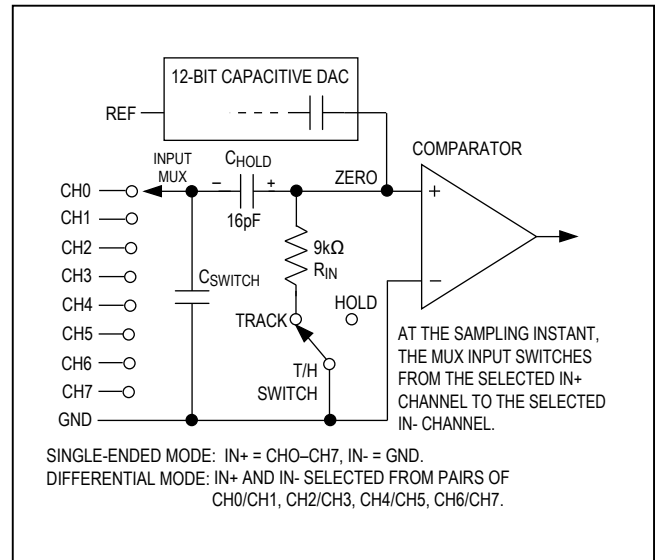 12-BIT CAPACITIVE DAC
REF
COMPARATOR
INPUT
MUX
CHOLD
ZERO
– +
16pF
+
CH0
CH1
CH2
CH3
CH4
CH5
CH6
CH7
GND
CSWITCH
9kΩ
RIN
–
TRACK
HOLD
T/H
SWITCH
AT THE SAMPLING INSTANT,
THE MUX INPUT SWITCHES
FROM THE SELECTED IN+
CHANNEL TO THE SELECTED
IN- CHANNEL.
SINGLE-ENDED MODE: IN+ = CHO–CH7, IN- = GND.
DIFFERENTIAL MODE: IN+ AND IN- SELECTED FROM PAIRS OF
CH0/CH1, CH2/CH3, CH4/CH5, CH6/CH7.